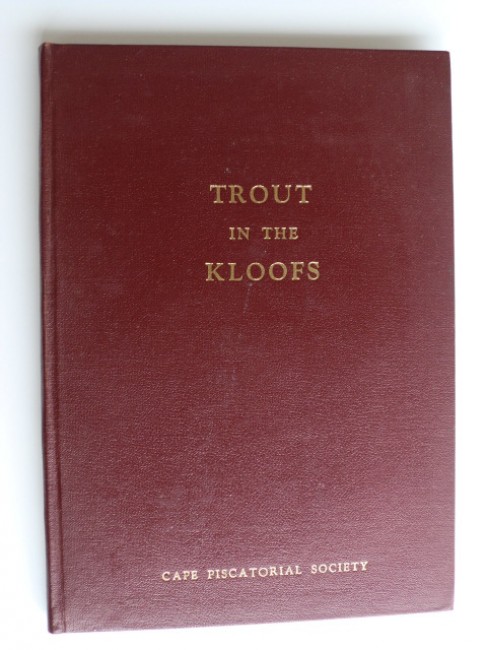 TROUT
IN THE
KLOOFS
CAPE PISCATORIAL SOCIETY